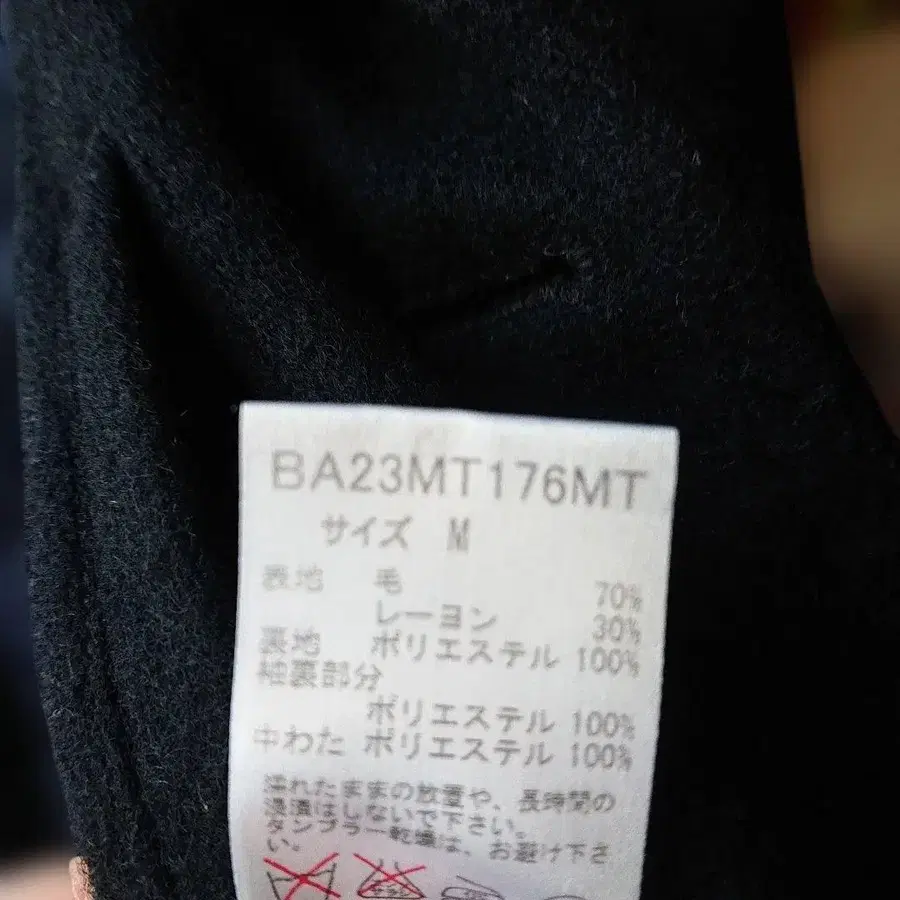 BA23MT176MT
サイズ M
表地 毛 70%
レーヨン 30%
裏地 ポリエステル 100%
袖裏部分
ポリエステル 100%
中わた ポリエステル 100%
濡れたままの放置や、長時間の
浸漬はしないで下さい。
タンブラー乾燥は、お避け下さ
い。